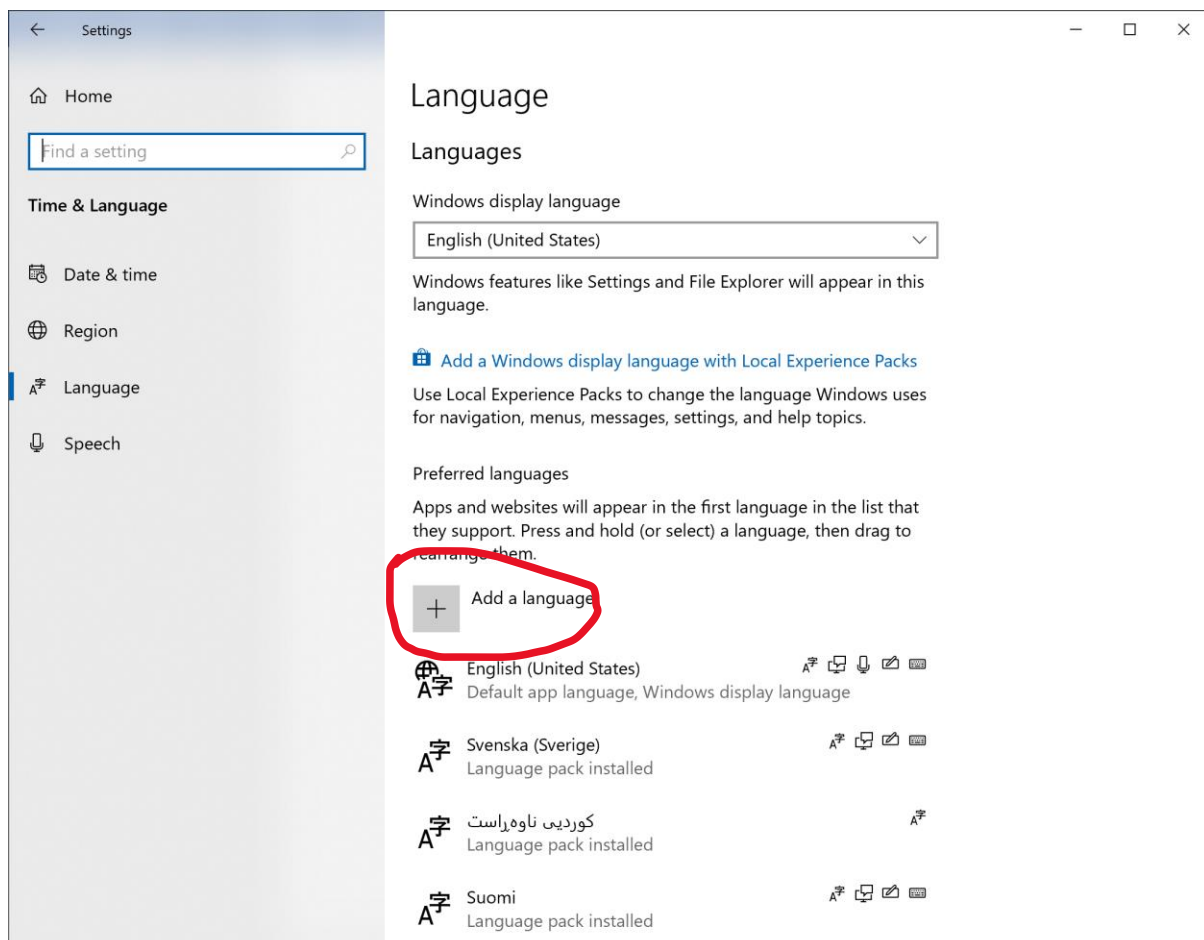 Settings
Home
Find a setting
Time & Language
Date & time
Region
Language
Speech
Language
Languages
Windows display language
English (United States)
Windows features like Settings and File Explorer will appear in this
language.
Add a Windows display language with Local Experience Packs
Use Local Experience Packs to change the language Windows uses
for navigation, menus, messages, settings, and help topics.
Preferred languages
Apps and websites will appear in the first language in the list that
they support. Press and hold (or select) a language, then drag to
rearrange them.
Add a language
English (United States)
Default app language, Windows display language
Svenska (Sverige)
Language pack installed
کوردیی ناوەڕاست
Language pack installed
Suomi
Language pack installed